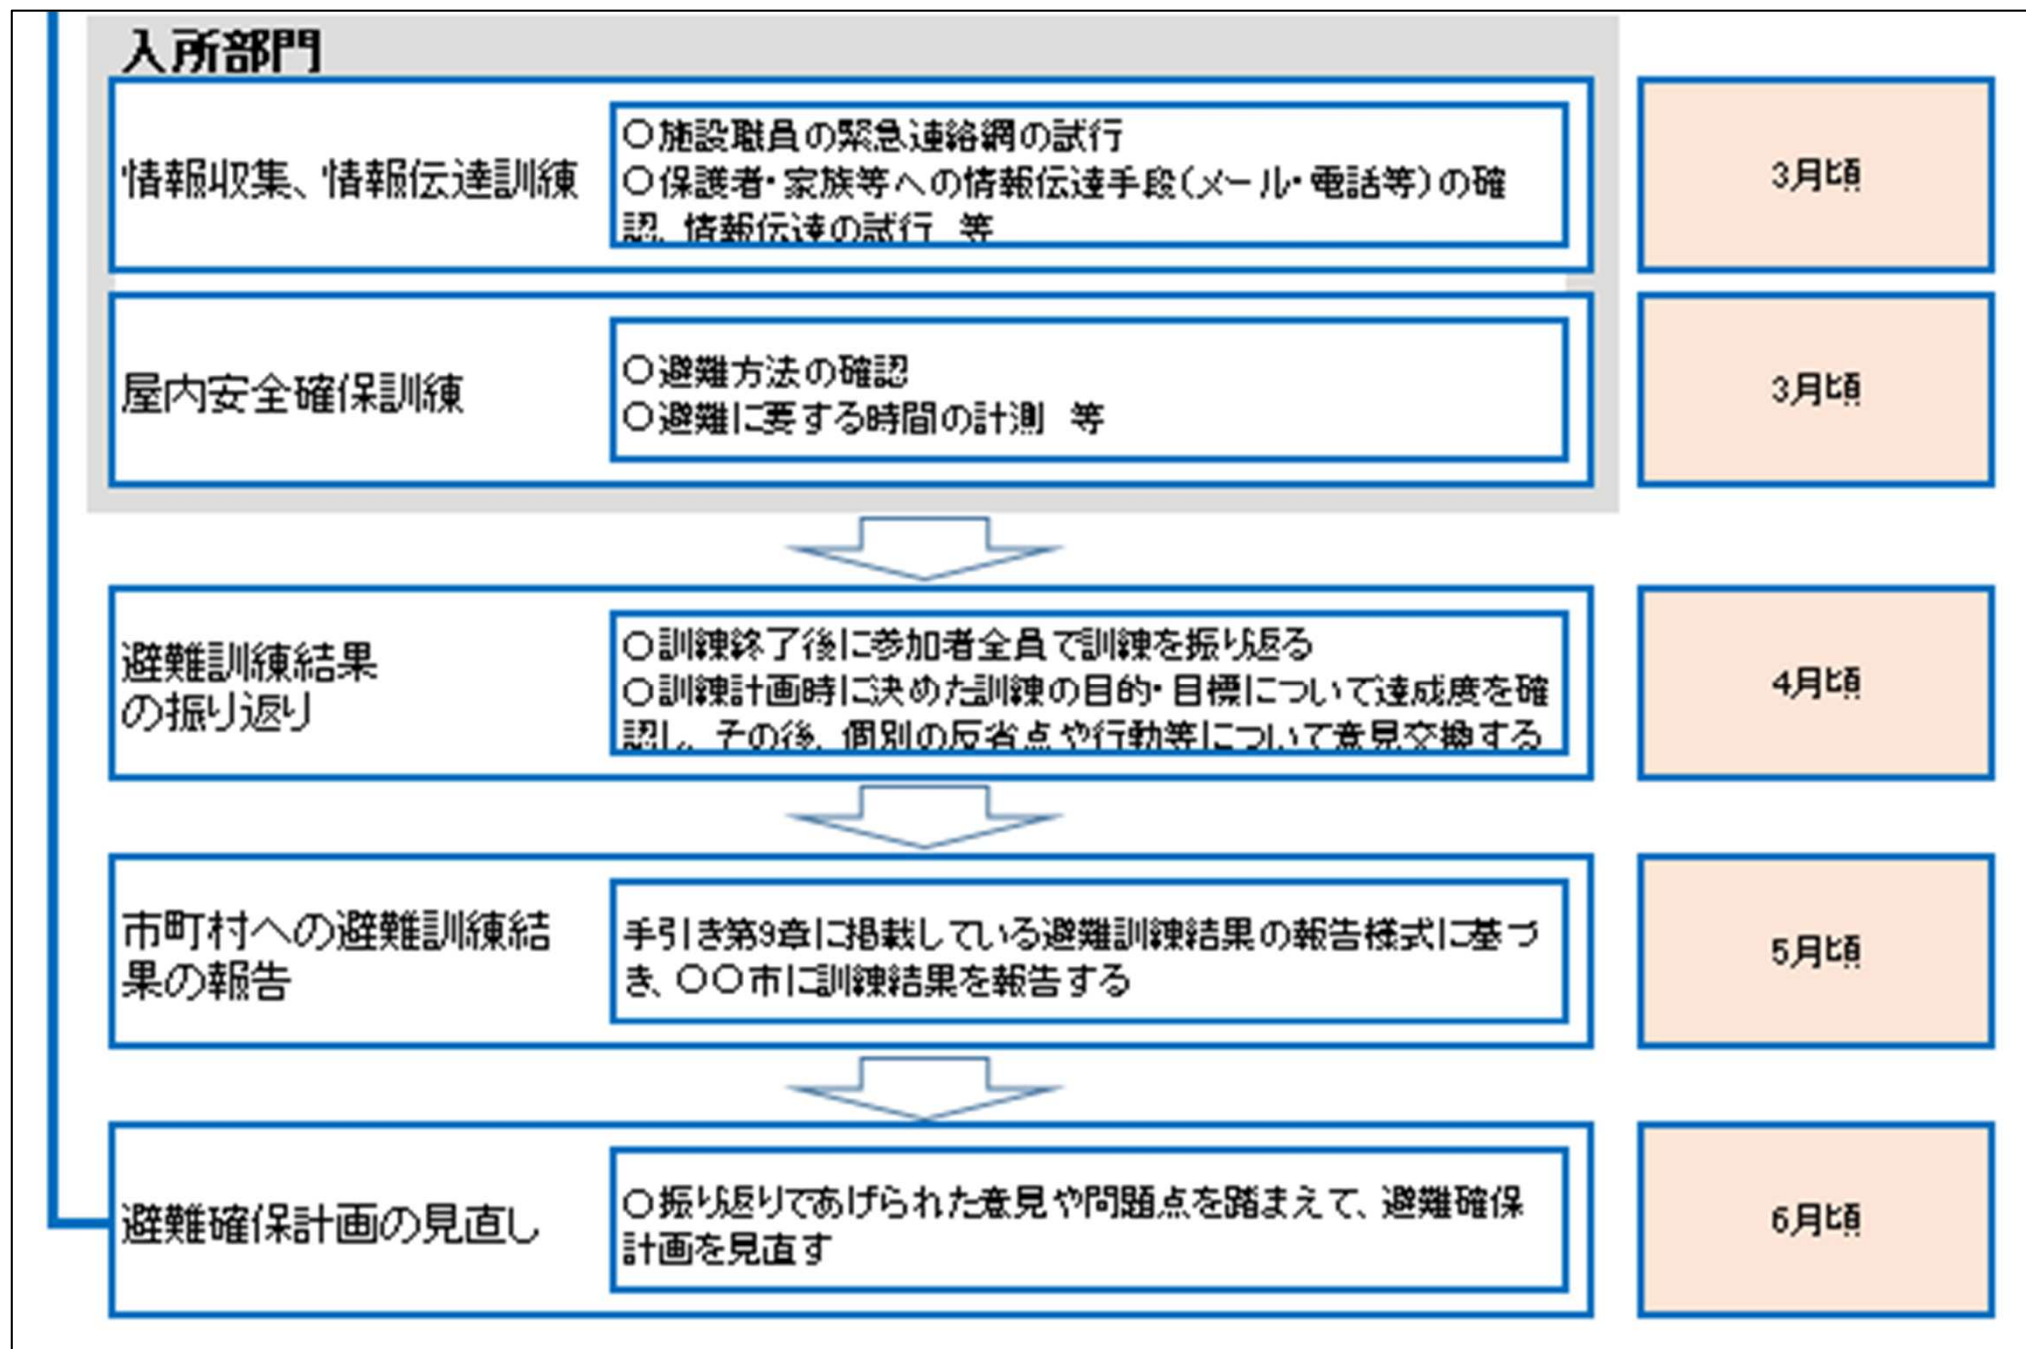 入所部門
情報収集、情報伝達訓練
○施設職員の緊急連絡網の試行
○保護者・家族等への情報伝達手段(メール・電話等)の確
認、情報伝達の試行 等
3月頃
屋内安全確保訓練
○避難方法の確認
○避難に要する時間の計測 等
3月頃
避難訓練結果
の振り返り
○訓練終了後に参加者全員で訓練を振り返る
○訓練計画時に決めた訓練の目的・目標について達成度を確
認し、その後、個別の反省点や行動等について意見交換する
4月頃
市町村への避難訓練結
果の報告
手引き第9章に掲載している避難訓練結果の報告様式に基づ
き、○○市に訓練結果を報告する
5月頃
避難確保計画の見直し
○振り返りであげられた意見や問題点を踏まえて、避難確保
計画を見直す
6月頃